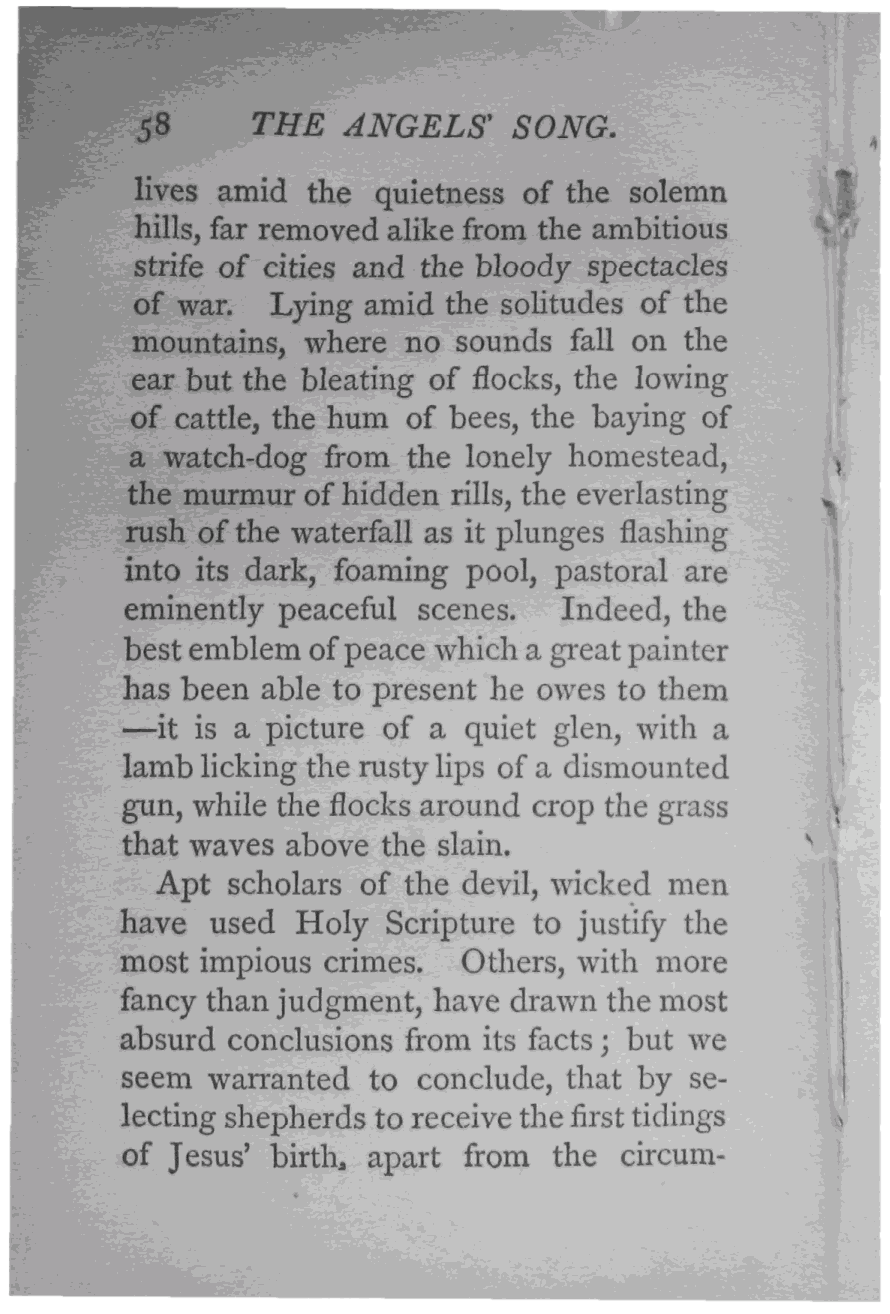 58 THE ANGELS' SONG.
lives amid the quietness of the solemn
hills, far removed alike from the ambitious
strife of cities and the bloody spectacles
of war. Lying amid the solitudes of the
mountains, where no sounds fall on the
ear but the bleating of flocks, the lowing
of cattle, the hum of bees, the baying of
a watch-dog from the lonely homestead,
the murmur of hidden rills, the everlasting
rush of the waterfall as it plunges flashing
into its dark, foaming pool, pastoral are
eminently peaceful scenes. Indeed, the
best emblem of peace which a great painter
has been able to present he owes to them
—it is a picture of a quiet glen, with a
lamb licking the rusty lips of a dismounted
gun, while the flocks around crop the grass
that waves above the slain.
Apt scholars of the devil, wicked men
have used Holy Scripture to justify the
most impious crimes. Others, with more
fancy than judgment, have drawn the most
absurd conclusions from its facts; but we
seem warranted to conclude, that by se-
lecting shepherds to receive the first tidings
of Jesus' birth, apart from the circum-